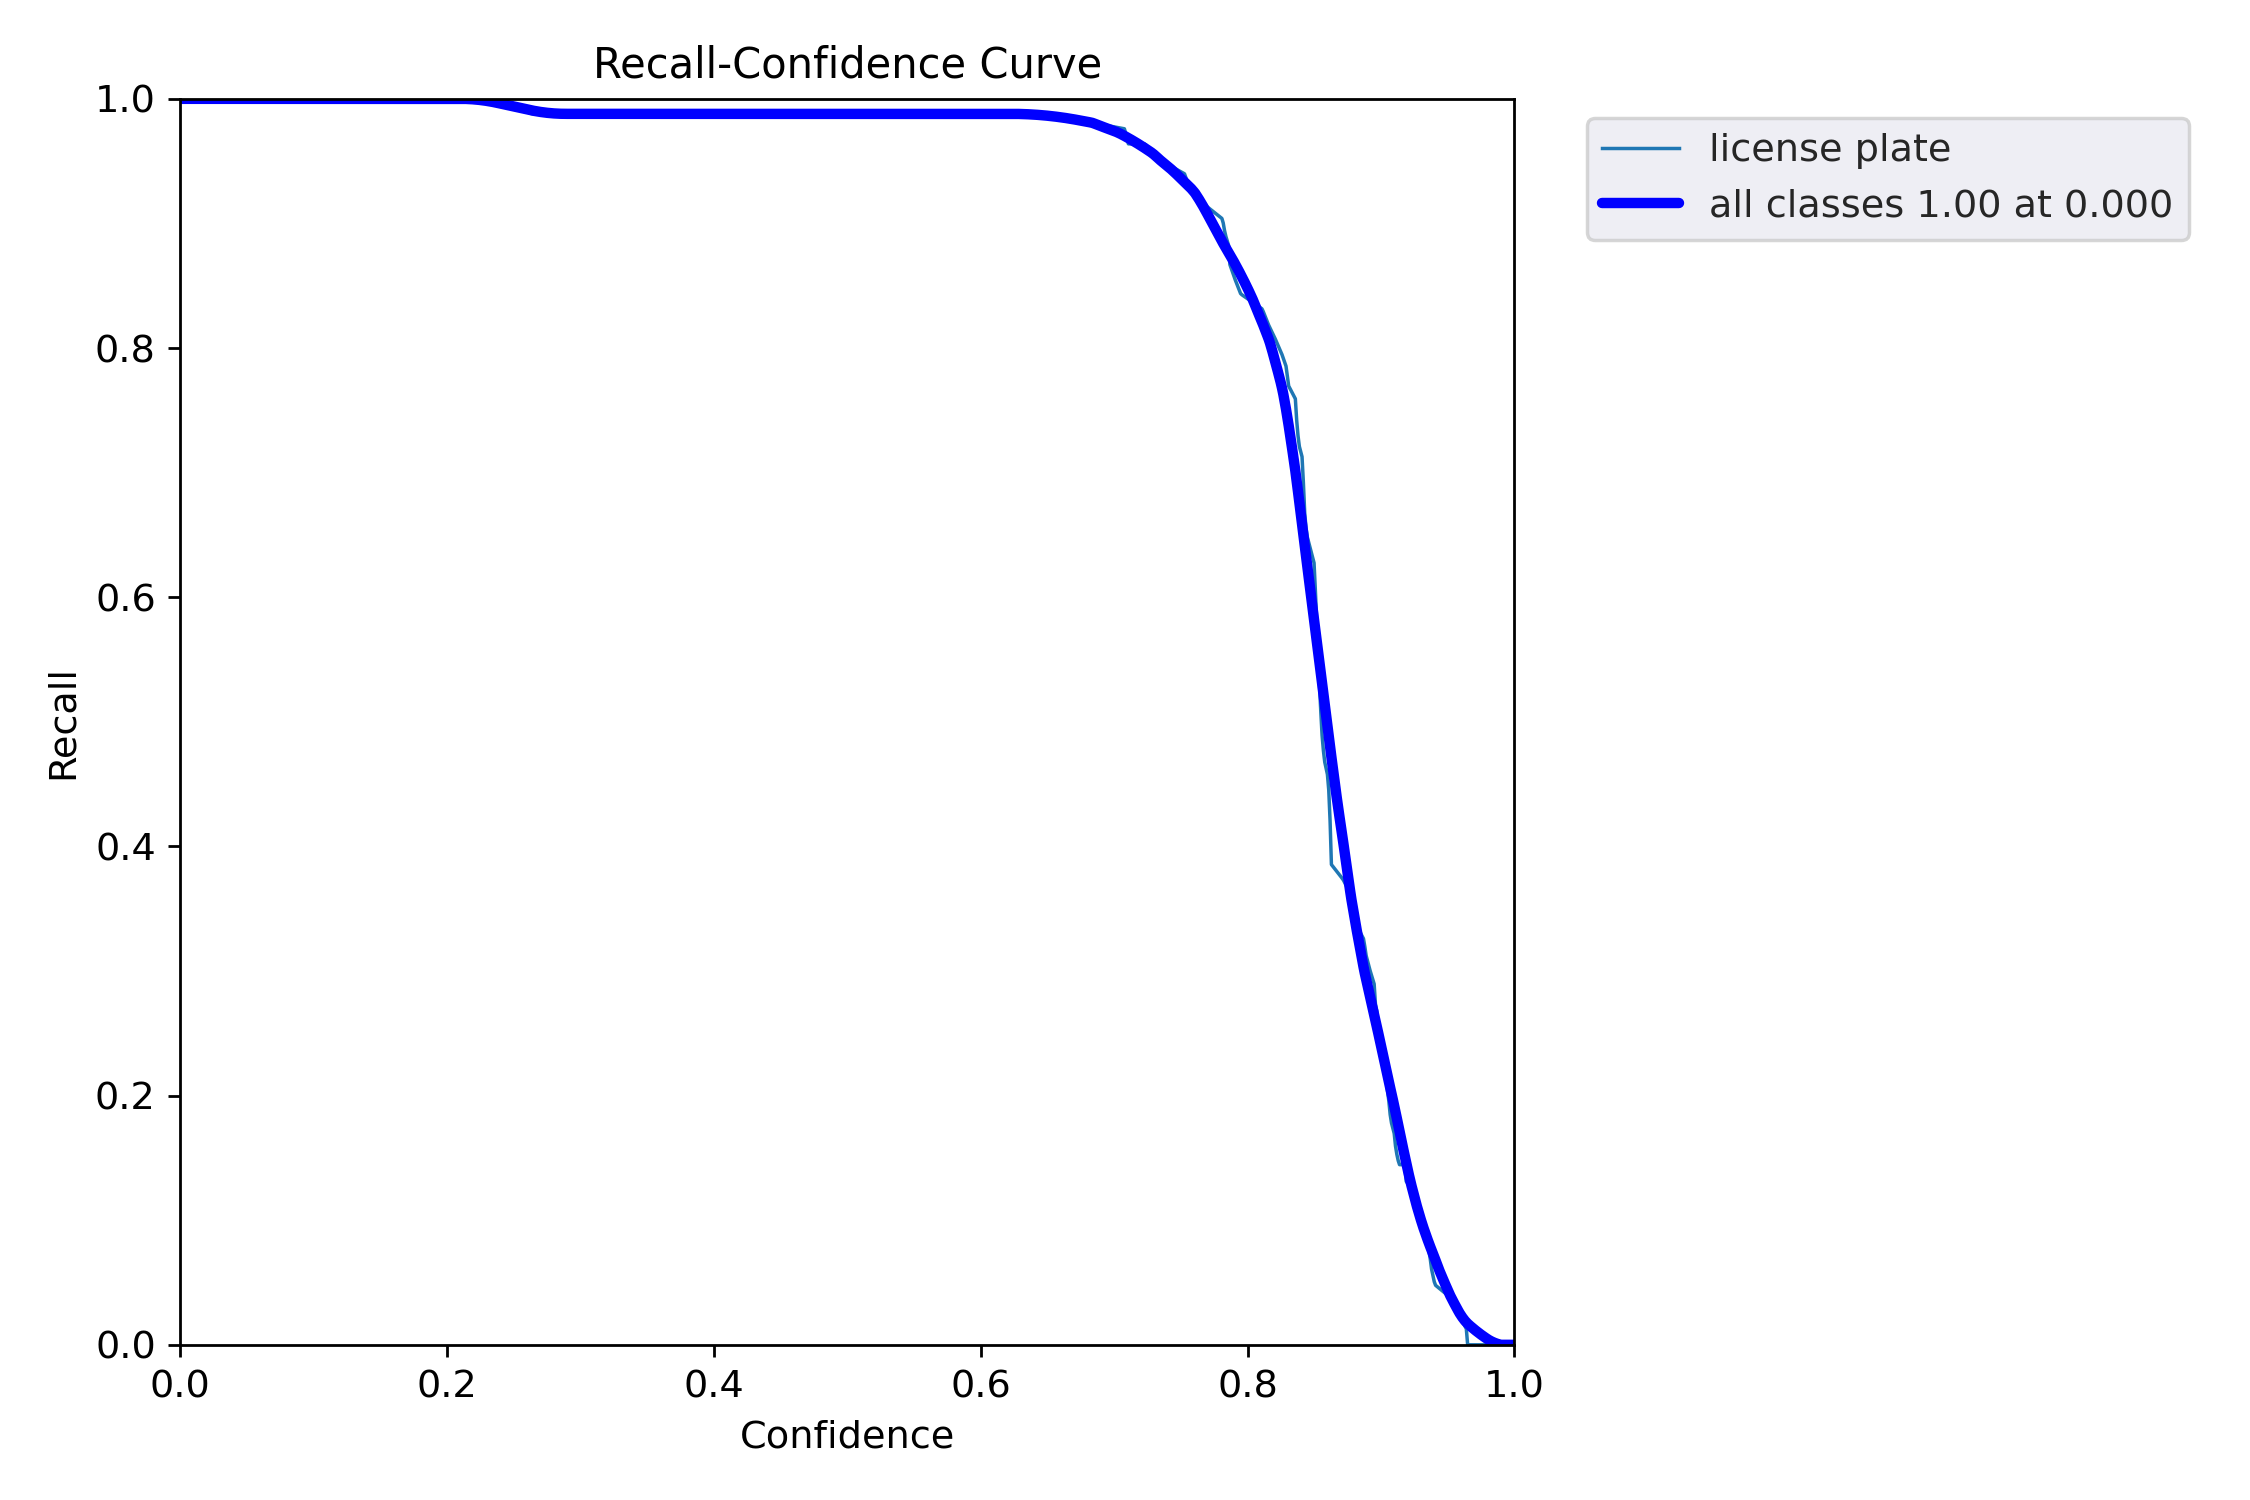 Recall-Confidence Curve
1.0
0.8
0.6
0.4
0.2
0.0
Recall
0.0 0.2 0.4 0.6 0.8 1.0
Confidence
license plate
all classes 1.00 at 0.000